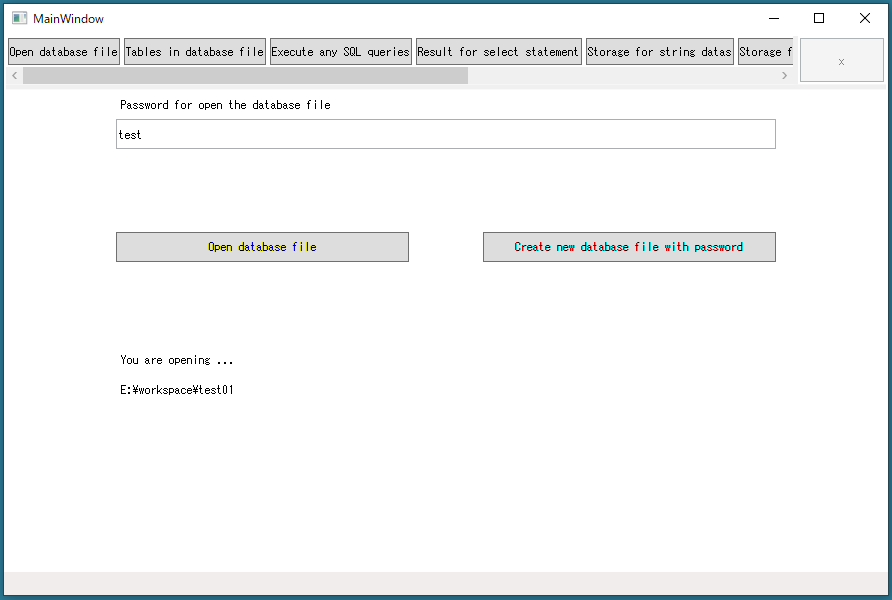 MainWindow
Open database file Tables in database file Execute any SQL queries Result for select statement Storage for string datas Storage f
x
Password for open the database file
test
Open database file Create new database file with password
You are opening ...
E:¥workspace¥test01